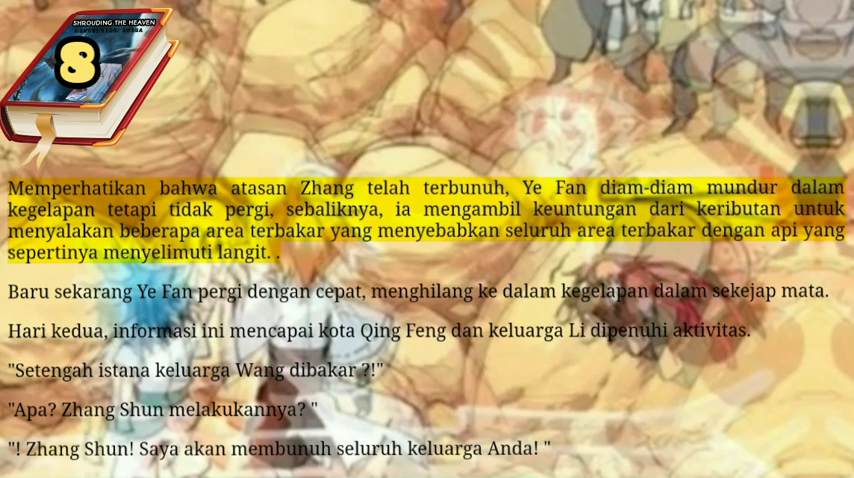 SHROUDING THE HEAVEN
8
Memperhatikan bahwa atasan Zhang telah terbunuh, Ye Fan diam-diam mundur dalam
kegelapan tetapi tidak pergi, sebaliknya, ia mengambil keuntungan dari keributan untuk
menyalakan beberapa area terbakar yang menyebabkan seluruh area terbakar dengan api yang
sepertinya menyelimuti langit. .
Baru sekarang Ye Fan pergi dengan cepat, menghilang ke dalam kegelapan dalam sekejap mata.
Hari kedua, informasi ini mencapai kota Qing Feng dan keluarga Li dipenuhi aktivitas.
"Setengah istana keluarga Wang dibakar ?!"
"Apa? Zhang Shun melakukannya? "
"! Zhang Shun! Saya akan membunuh seluruh keluarga Anda! "